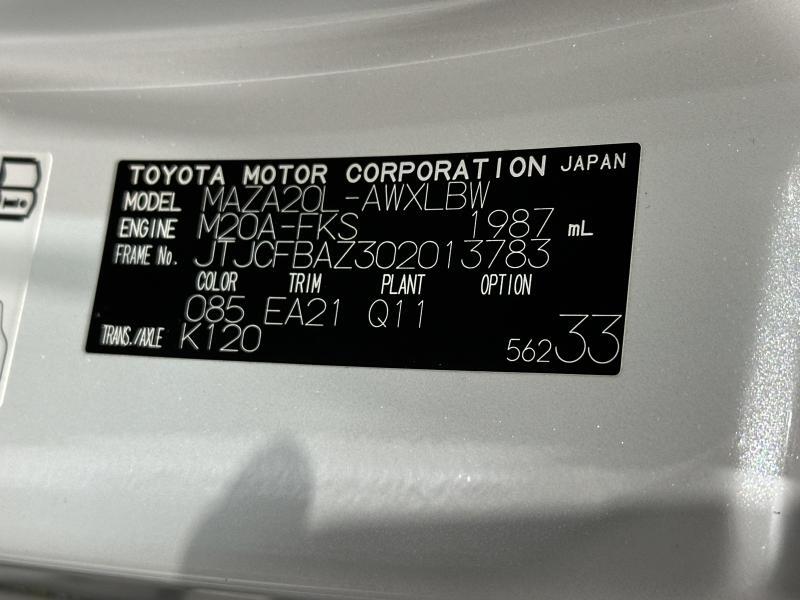 TOYOTA MOTOR CORPORATION JAPAN
MODEL MAZA20L-AWXLBW
ENGINE M20A-FKS 1987 mL
FRAME No. JTJCFBAZ302013783
COLOR TRIM PLANT OPTION
085 EA21 Q11
TRANS./AXLE K120
56233